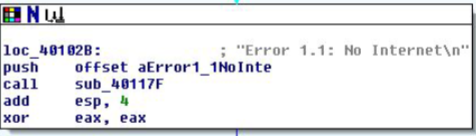 loc_40102B: ; "Error 1.1: No Internet\n"
push offset aError1_1NoInte
call sub_40117F
add esp, 4
xor eax, eax